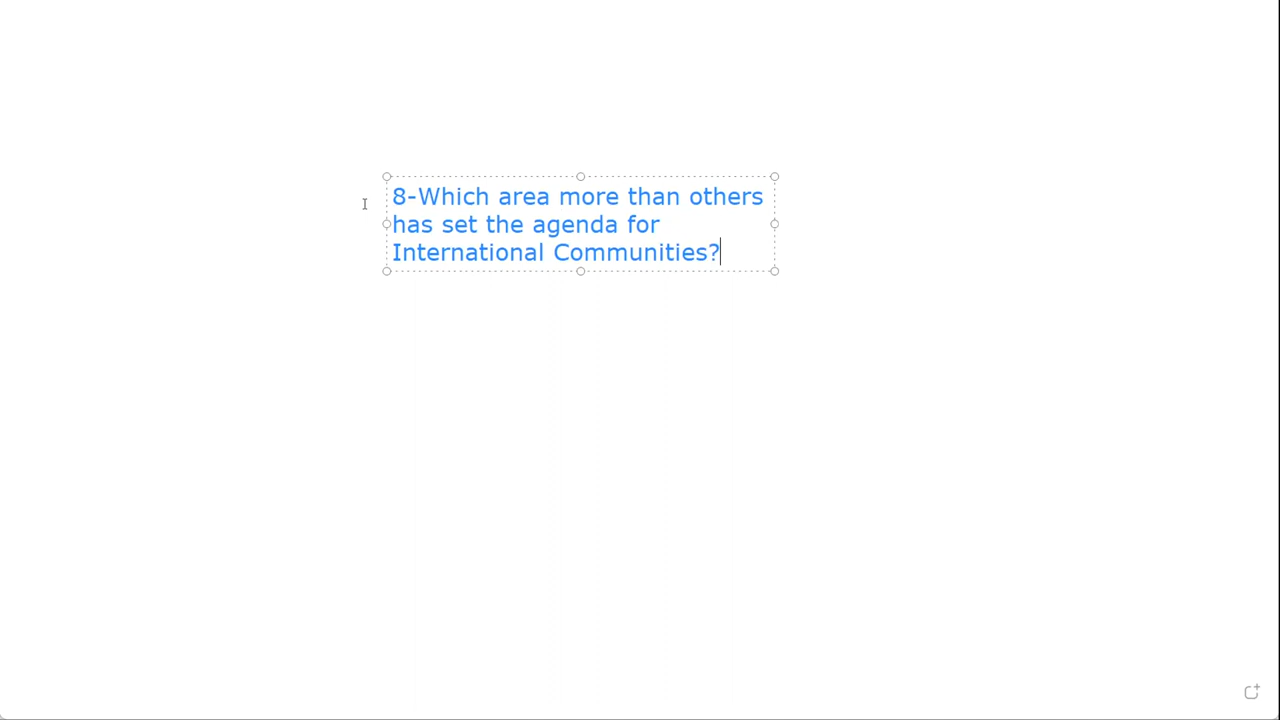 8-Which area more than others
has set the agenda for
International Communities?